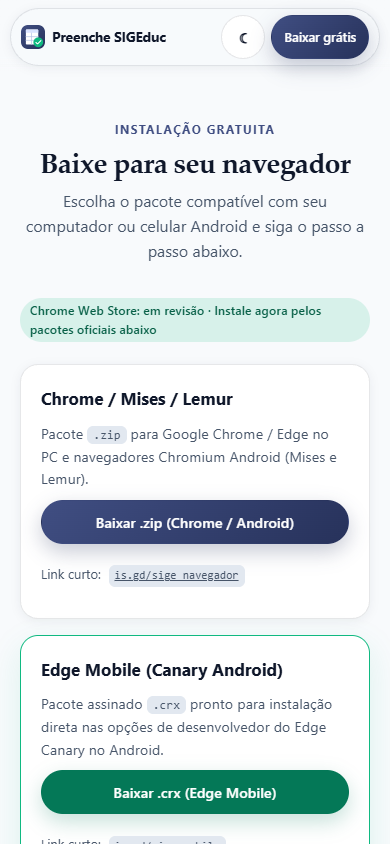 Preenche SIGEduc
Baixar grátis
INSTALAÇÃO GRATUITA
Baixe para seu navegador
Escolha o pacote compatível com seu
computador ou celular Android e siga o passo a
passo abaixo.
Chrome Web Store: em revisão · Instale agora pelos
pacotes oficiais abaixo
Chrome / Mises / Lemur
Pacote .zip para Google Chrome / Edge no
PC e navegadores Chromium Android (Mises e
Lemur).
Baixar .zip (Chrome / Android)
Link curto: is.gd/sige_navegador
Edge Mobile (Canary Android)
Pacote assinado .crx pronto para instalação
direta nas opções de desenvolvedor do Edge
Canary no Android.
Baixar .crx (Edge Mobile)
Link curto: